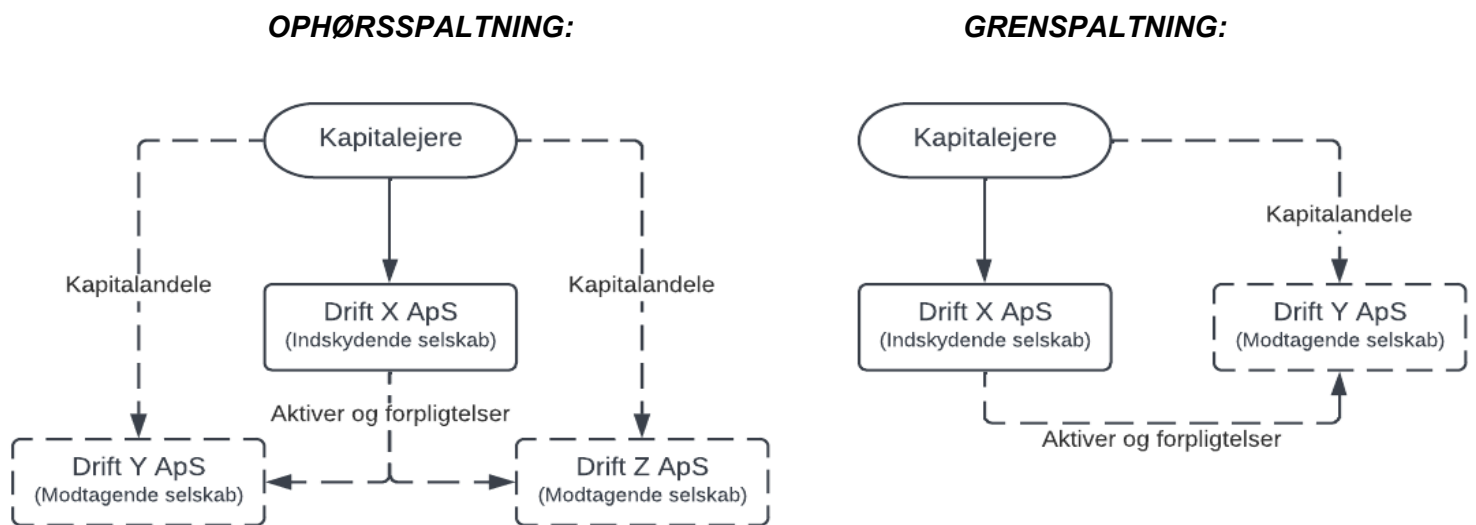 OPHØRSSPALTNING:
Kapitalejere
Kapitalandele
Kapitalandele
Drift X ApS
(Indskydende selskab)
Aktiver og forpligtelser
Drift Y ApS
(Modtagende selskab)
Drift Z ApS
(Modtagende selskab)
GRENSPALTNING:
Kapitalejere
Kapitalandele
Drift X ApS
(Indskydende selskab)
Drift Y ApS
(Modtagende selskab)
Aktiver og forpligtelser